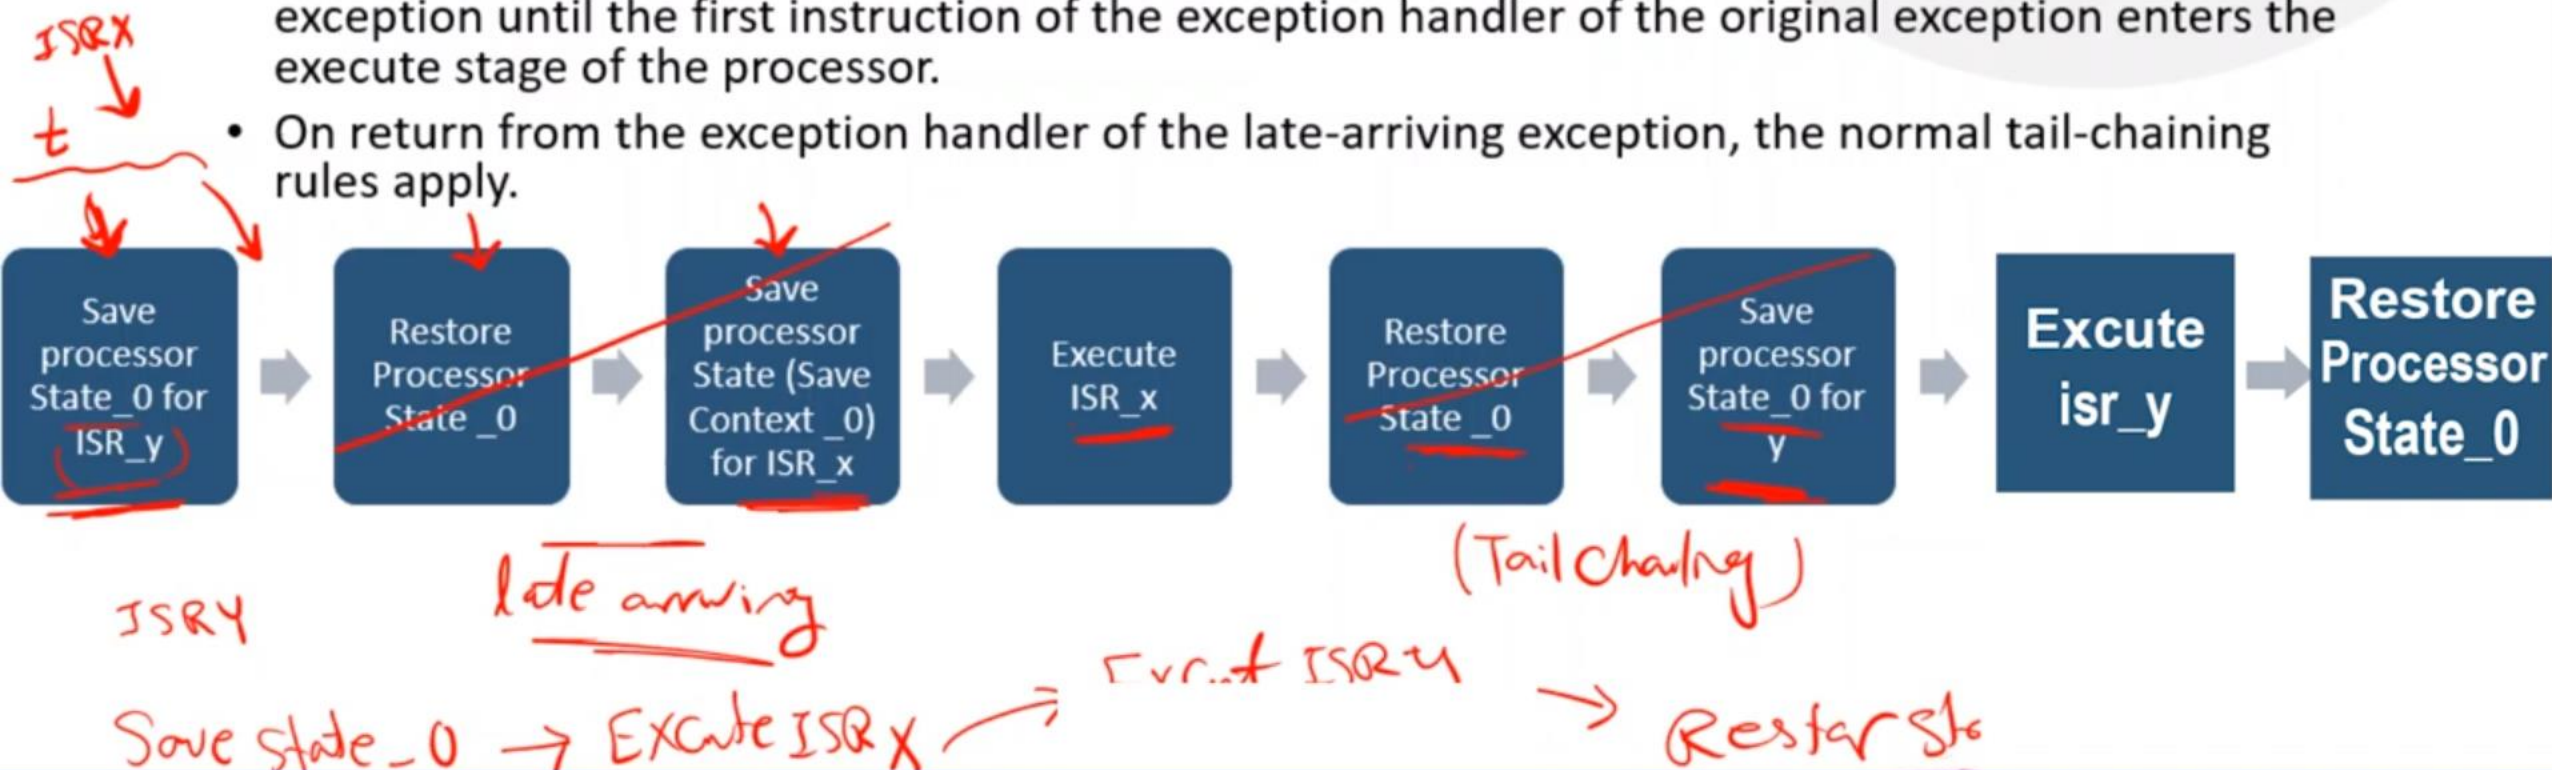 exception until the first instruction of the exception handler of the original exception enters the
execute stage of the processor.
• On return from the exception handler of the late-arriving exception, the normal tail-chaining
rules apply.
ISRX
t
Save
processor
State_0 for
ISR_y
Restore
Processor
State _0
Save
processor
State (Save
Context _0)
for ISR_x
Execute
ISR_x
Restore
Processor
State _0
Save
processor
State_0 for
y
Excute
isr_y
Restore
Processor
State_0
late arriving
(Tail Chaining)
ISRY
Save state_0 → Excute ISR X
ISR y
→